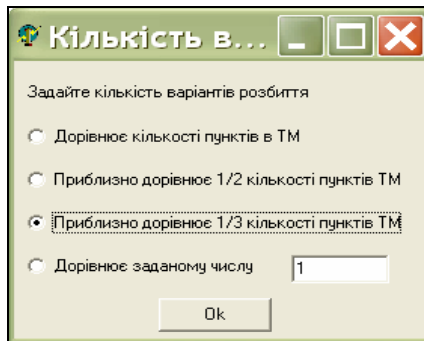 Кількість в...
Задайте кількість варіантів розбиття
Дорівнює кількості пунктів в ТМ
Приблизно дорівнює 1/2 кількості пунктів ТМ
Приблизно дорівнює 1/3 кількості пунктів ТМ
Дорівнює заданому числу 1
Ok